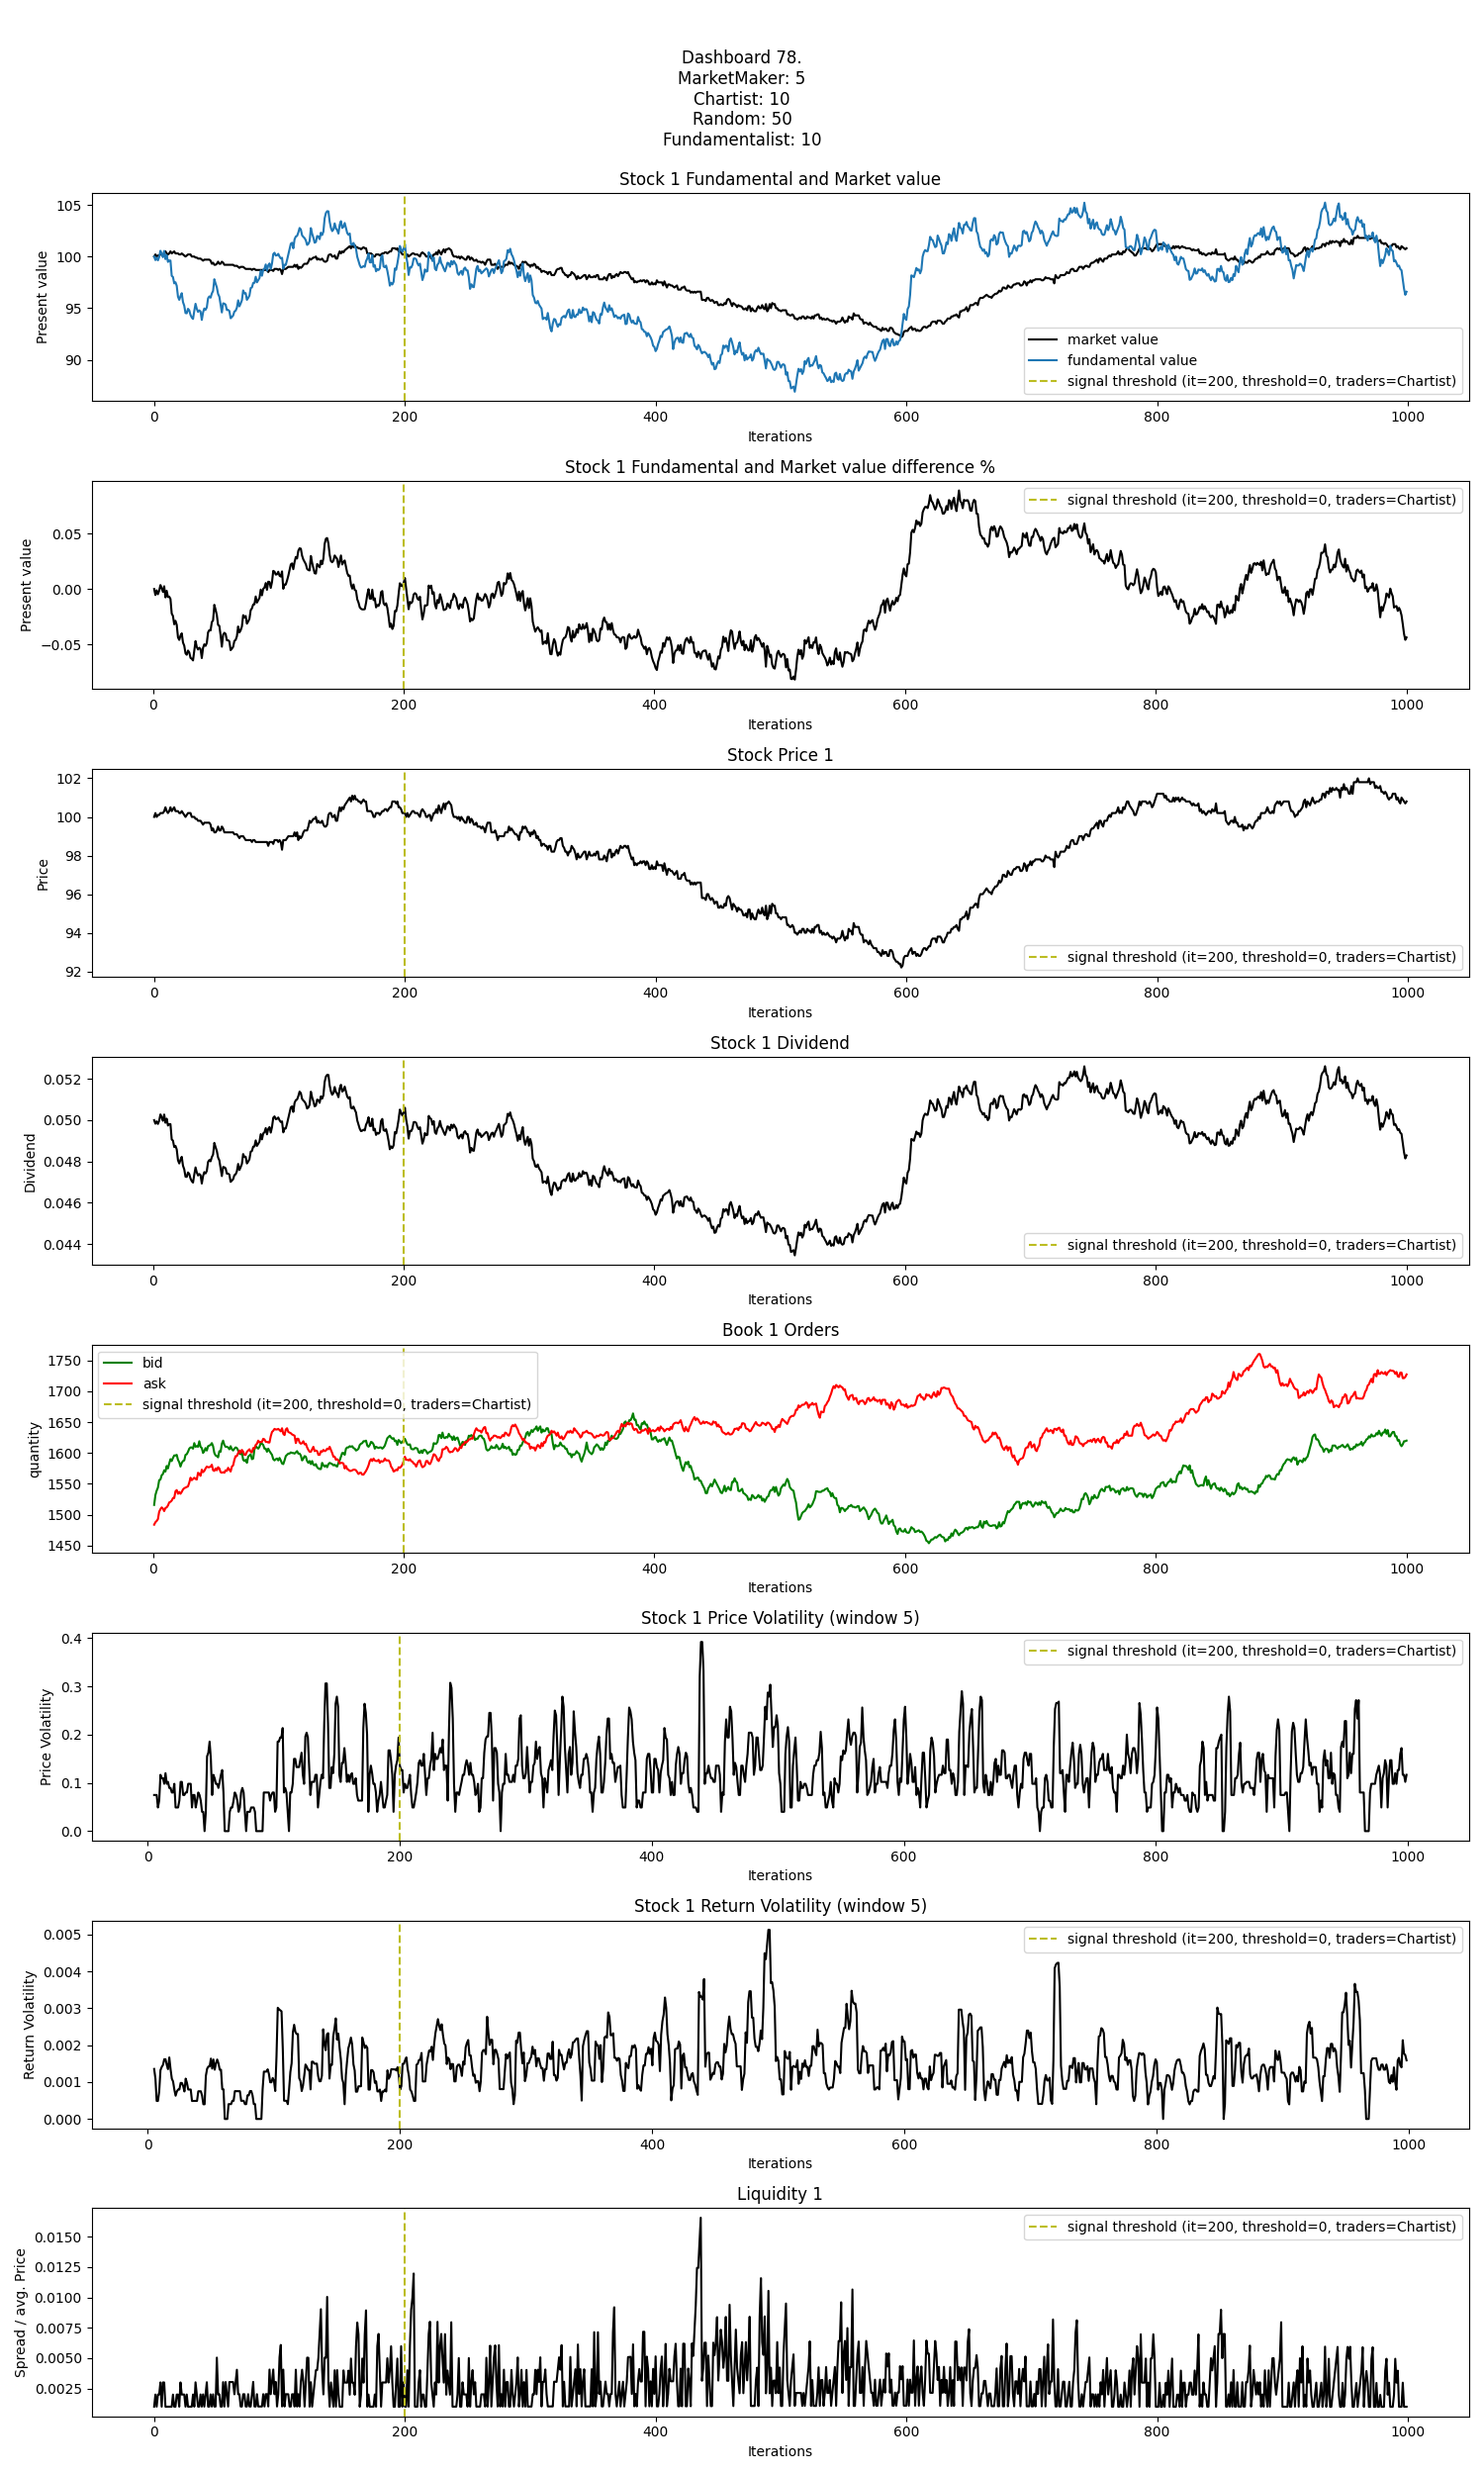 Dashboard 78.
MarketMaker: 5
Chartist: 10
Random: 50
Fundamentalist: 10
Stock 1 Fundamental and Market value
Present value
105
100
95
90
market value
fundamental value
signal threshold (it=200, threshold=0, traders=Chartist)
0 200 400 600 800 1000
Iterations
Stock 1 Fundamental and Market value difference %
Present value
0.05
0.00
−0.05
signal threshold (it=200, threshold=0, traders=Chartist)
0 200 400 600 800 1000
Iterations
Stock Price 1
Price
102
100
98
96
94
92
signal threshold (it=200, threshold=0, traders=Chartist)
0 200 400 600 800 1000
Iterations
Stock 1 Dividend
Dividend
0.052
0.050
0.048
0.046
0.044
signal threshold (it=200, threshold=0, traders=Chartist)
0 200 400 600 800 1000
Iterations
Book 1 Orders
quantity
1750
1700
1650
1600
1550
1500
1450
bid
ask
signal threshold (it=200, threshold=0, traders=Chartist)
0 200 400 600 800 1000
Iterations
Stock 1 Price Volatility (window 5)
Price Volatility
0.4
0.3
0.2
0.1
0.0
signal threshold (it=200, threshold=0, traders=Chartist)
0 200 400 600 800 1000
Iterations
Stock 1 Return Volatility (window 5)
Return Volatility
0.005
0.004
0.003
0.002
0.001
0.000
signal threshold (it=200, threshold=0, traders=Chartist)
0 200 400 600 800 1000
Iterations
Liquidity 1
Spread / avg. Price
0.0150
0.0125
0.0100
0.0075
0.0050
0.0025
signal threshold (it=200, threshold=0, traders=Chartist)
0 200 400 600 800 1000
Iterations